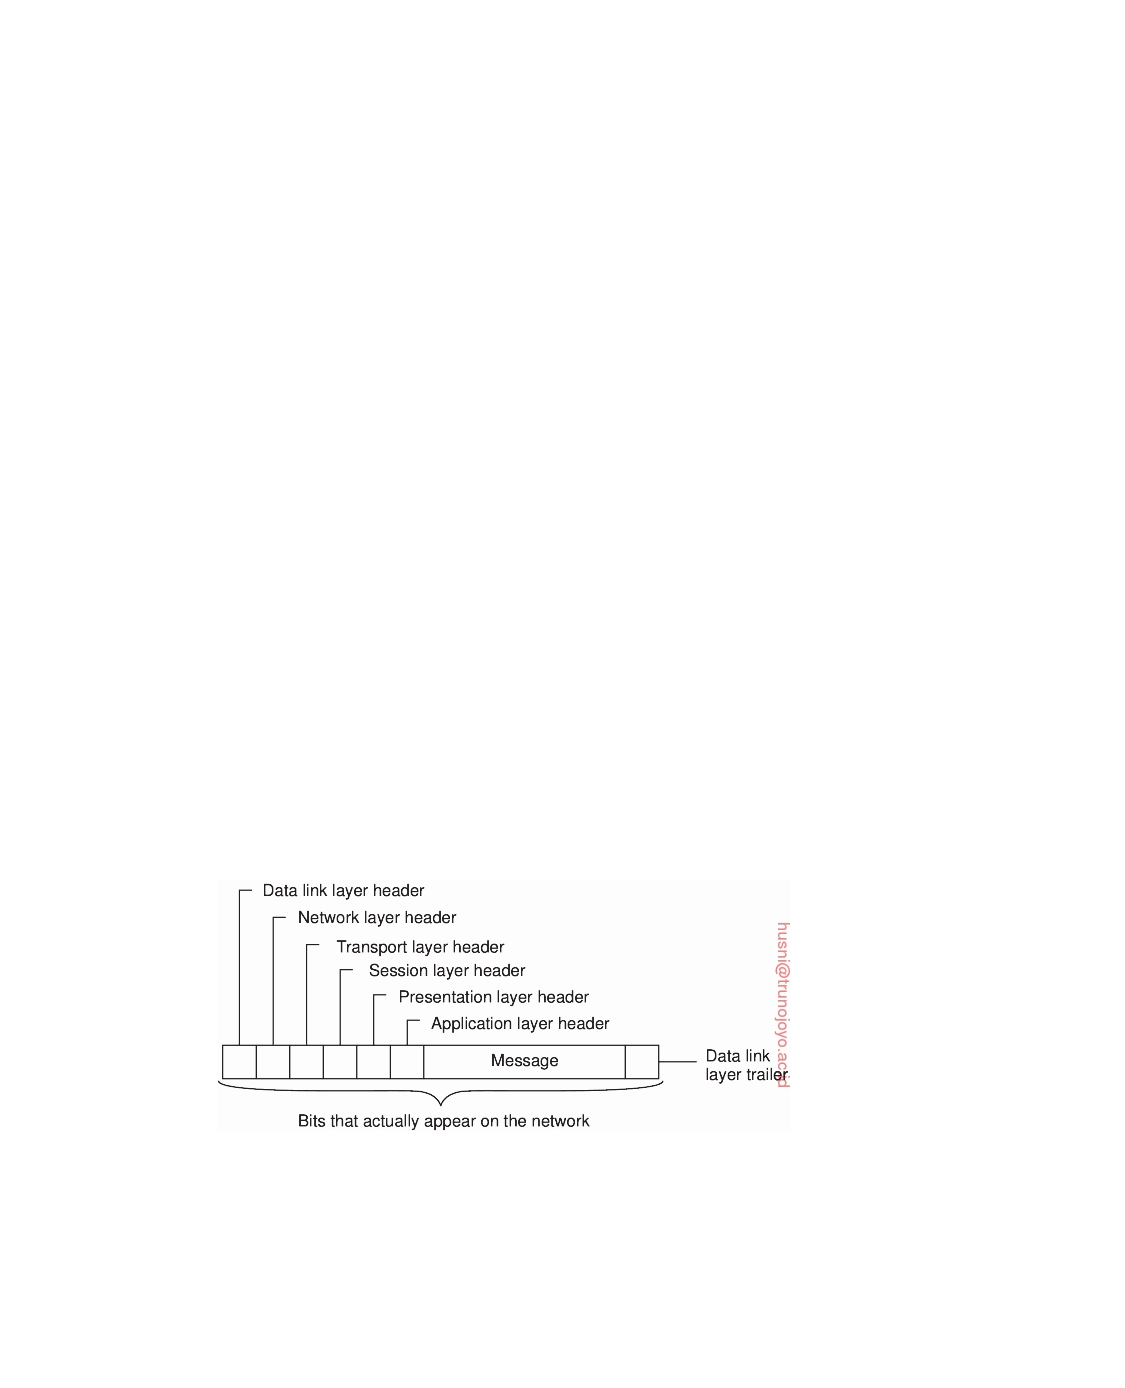 Data link layer header
Network layer header
Transport layer header
Session layer header
Presentation layer header
Application layer header
Message
Data link
layer trailer
Bits that actually appear on the network
husni@trunojoyo.ac.id